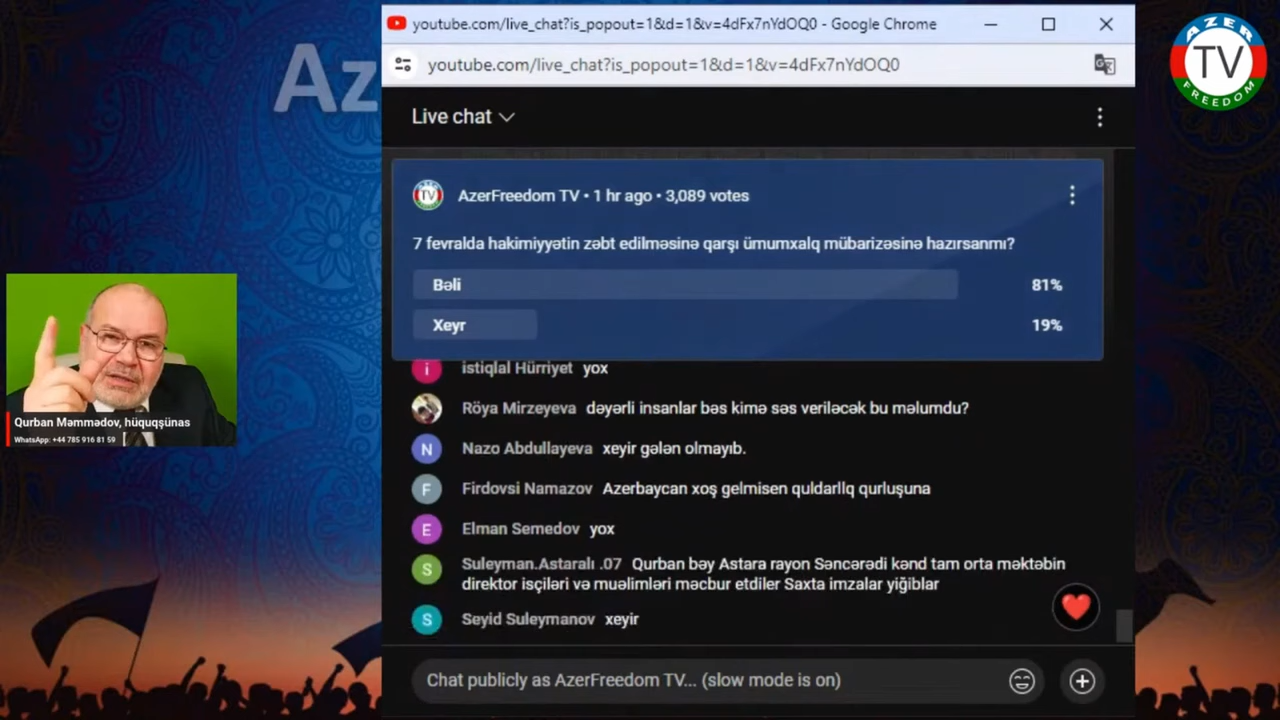 youtube.com/live_chat?is_popout=1&d=1&v=4dFx7nYdOQ0 - Google Chrome
youtube.com/live_chat?is_popout=1&d=1&v=4dFx7nYdOQ0
Az
AZER
TV
FREEDOM
Live chat
AzerFreedom TV • 1 hr ago • 3,089 votes
7 fevralda hakimiyyətin zəbt edilməsinə qarşı ümumxalq mübarizəsinə hazırsanmı?
Bəli 81%
Xeyr 19%
istiqlal Hürriyet yox
Röya Mirzeyeva dəyərli insanlar bəs kimə səs veriləcək bu məlumdu?
Nazo Abdullayeva xeyir gələn olmayıb.
Firdovsi Namazov Azerbaycan xoş gelmisen quldarllq qurluşuna
Elman Semedov yox
Suleyman.Astaralı .07 Qurban bəy Astara rayon Səncərədi kənd tam orta məktəbin
direktor isçiləri və muəlimləri məcbur etdiler Saxta imzalar yiğiblar
Seyid Suleymanov xeyir
Chat publicly as AzerFreedom TV... (slow mode is on)
Qurban Məmmədov, hüquqşünas
WhatsApp: +44 785 916 81 59